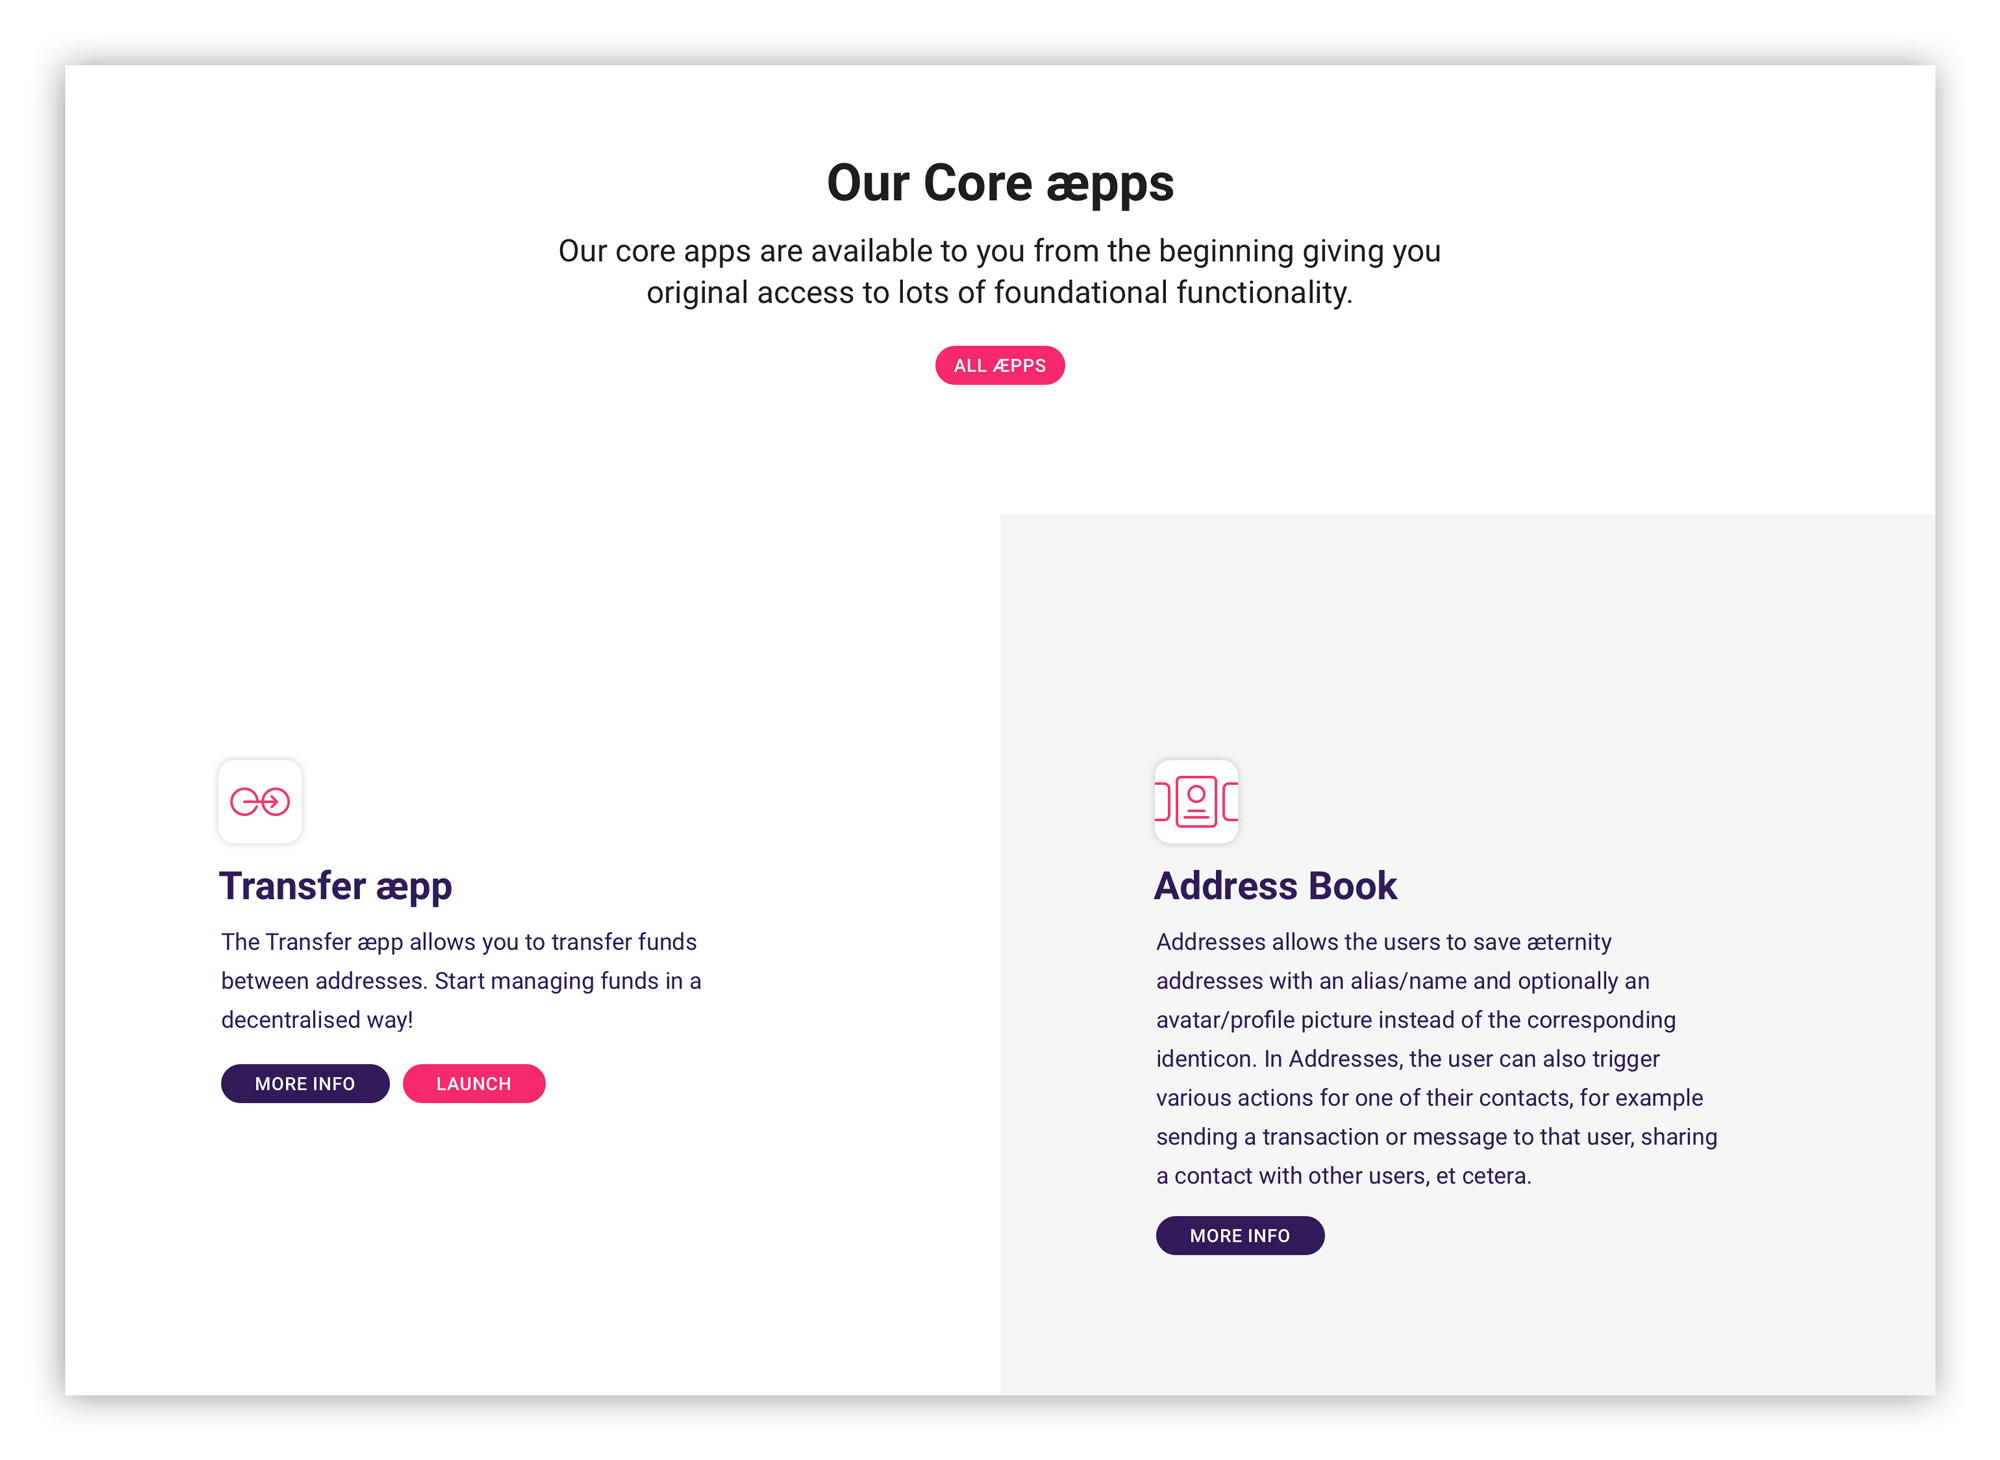 Our Core æpps
Our core apps are available to you from the beginning giving you
original access to lots of foundational functionality.
ALL ÆPPS
Transfer æpp
The Transfer æpp allows you to transfer funds
between addresses. Start managing funds in a
decentralised way!
MORE INFO
LAUNCH
Address Book
Addresses allows the users to save æternity
addresses with an alias/name and optionally an
avatar/profile picture instead of the corresponding
identicon. In Addresses, the user can also trigger
various actions for one of their contacts, for example
sending a transaction or message to that user, sharing
a contact with other users, et cetera.
MORE INFO